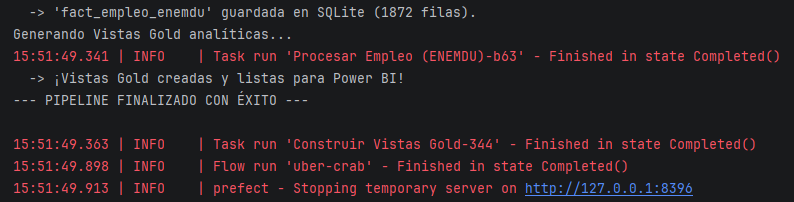 -> 'fact_empleo_enemdu' guardada en SQLite (1872 filas).
Generando Vistas Gold analíticas...
15:51:49.341 | INFO    | Task run 'Procesar Empleo (ENEMDU)-b63' - Finished in state Completed()
-> ¡Vistas Gold creadas y listas para Power BI!
--- PIPELINE FINALIZADO CON ÉXITO ---
15:51:49.363 | INFO    | Task run 'Construir Vistas Gold-344' - Finished in state Completed()
15:51:49.898 | INFO    | Flow run 'uber-crab' - Finished in state Completed()
15:51:49.913 | INFO    | prefect - Stopping temporary server on http://127.0.0.1:8396